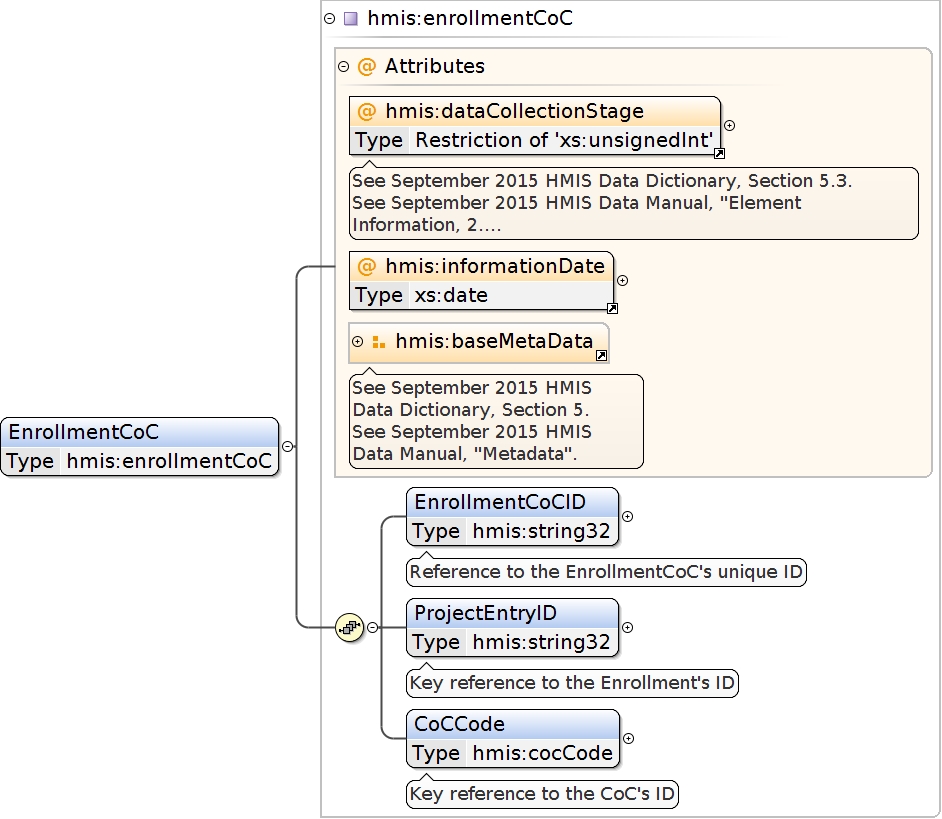 hmis:enrollmentCoC
Attributes
hmis:dataCollectionStage
Type Restriction of 'xs:unsignedInt'
See September 2015 HMIS Data Dictionary, Section 5.3.
See September 2015 HMIS Data Manual, "Element
Information, 2....
hmis:informationDate
Type xs:date
hmis:baseMetaData
See September 2015 HMIS
Data Dictionary, Section 5.
See September 2015 HMIS
Data Manual, "Metadata".
EnrollmentCoC
Type hmis:enrollmentCoC
EnrollmentCoCID
Type hmis:string32
Reference to the EnrollmentCoC's unique ID
ProjectEntryID
Type hmis:string32
Key reference to the Enrollment's ID
CoCCode
Type hmis:cocCode
Key reference to the CoC's ID